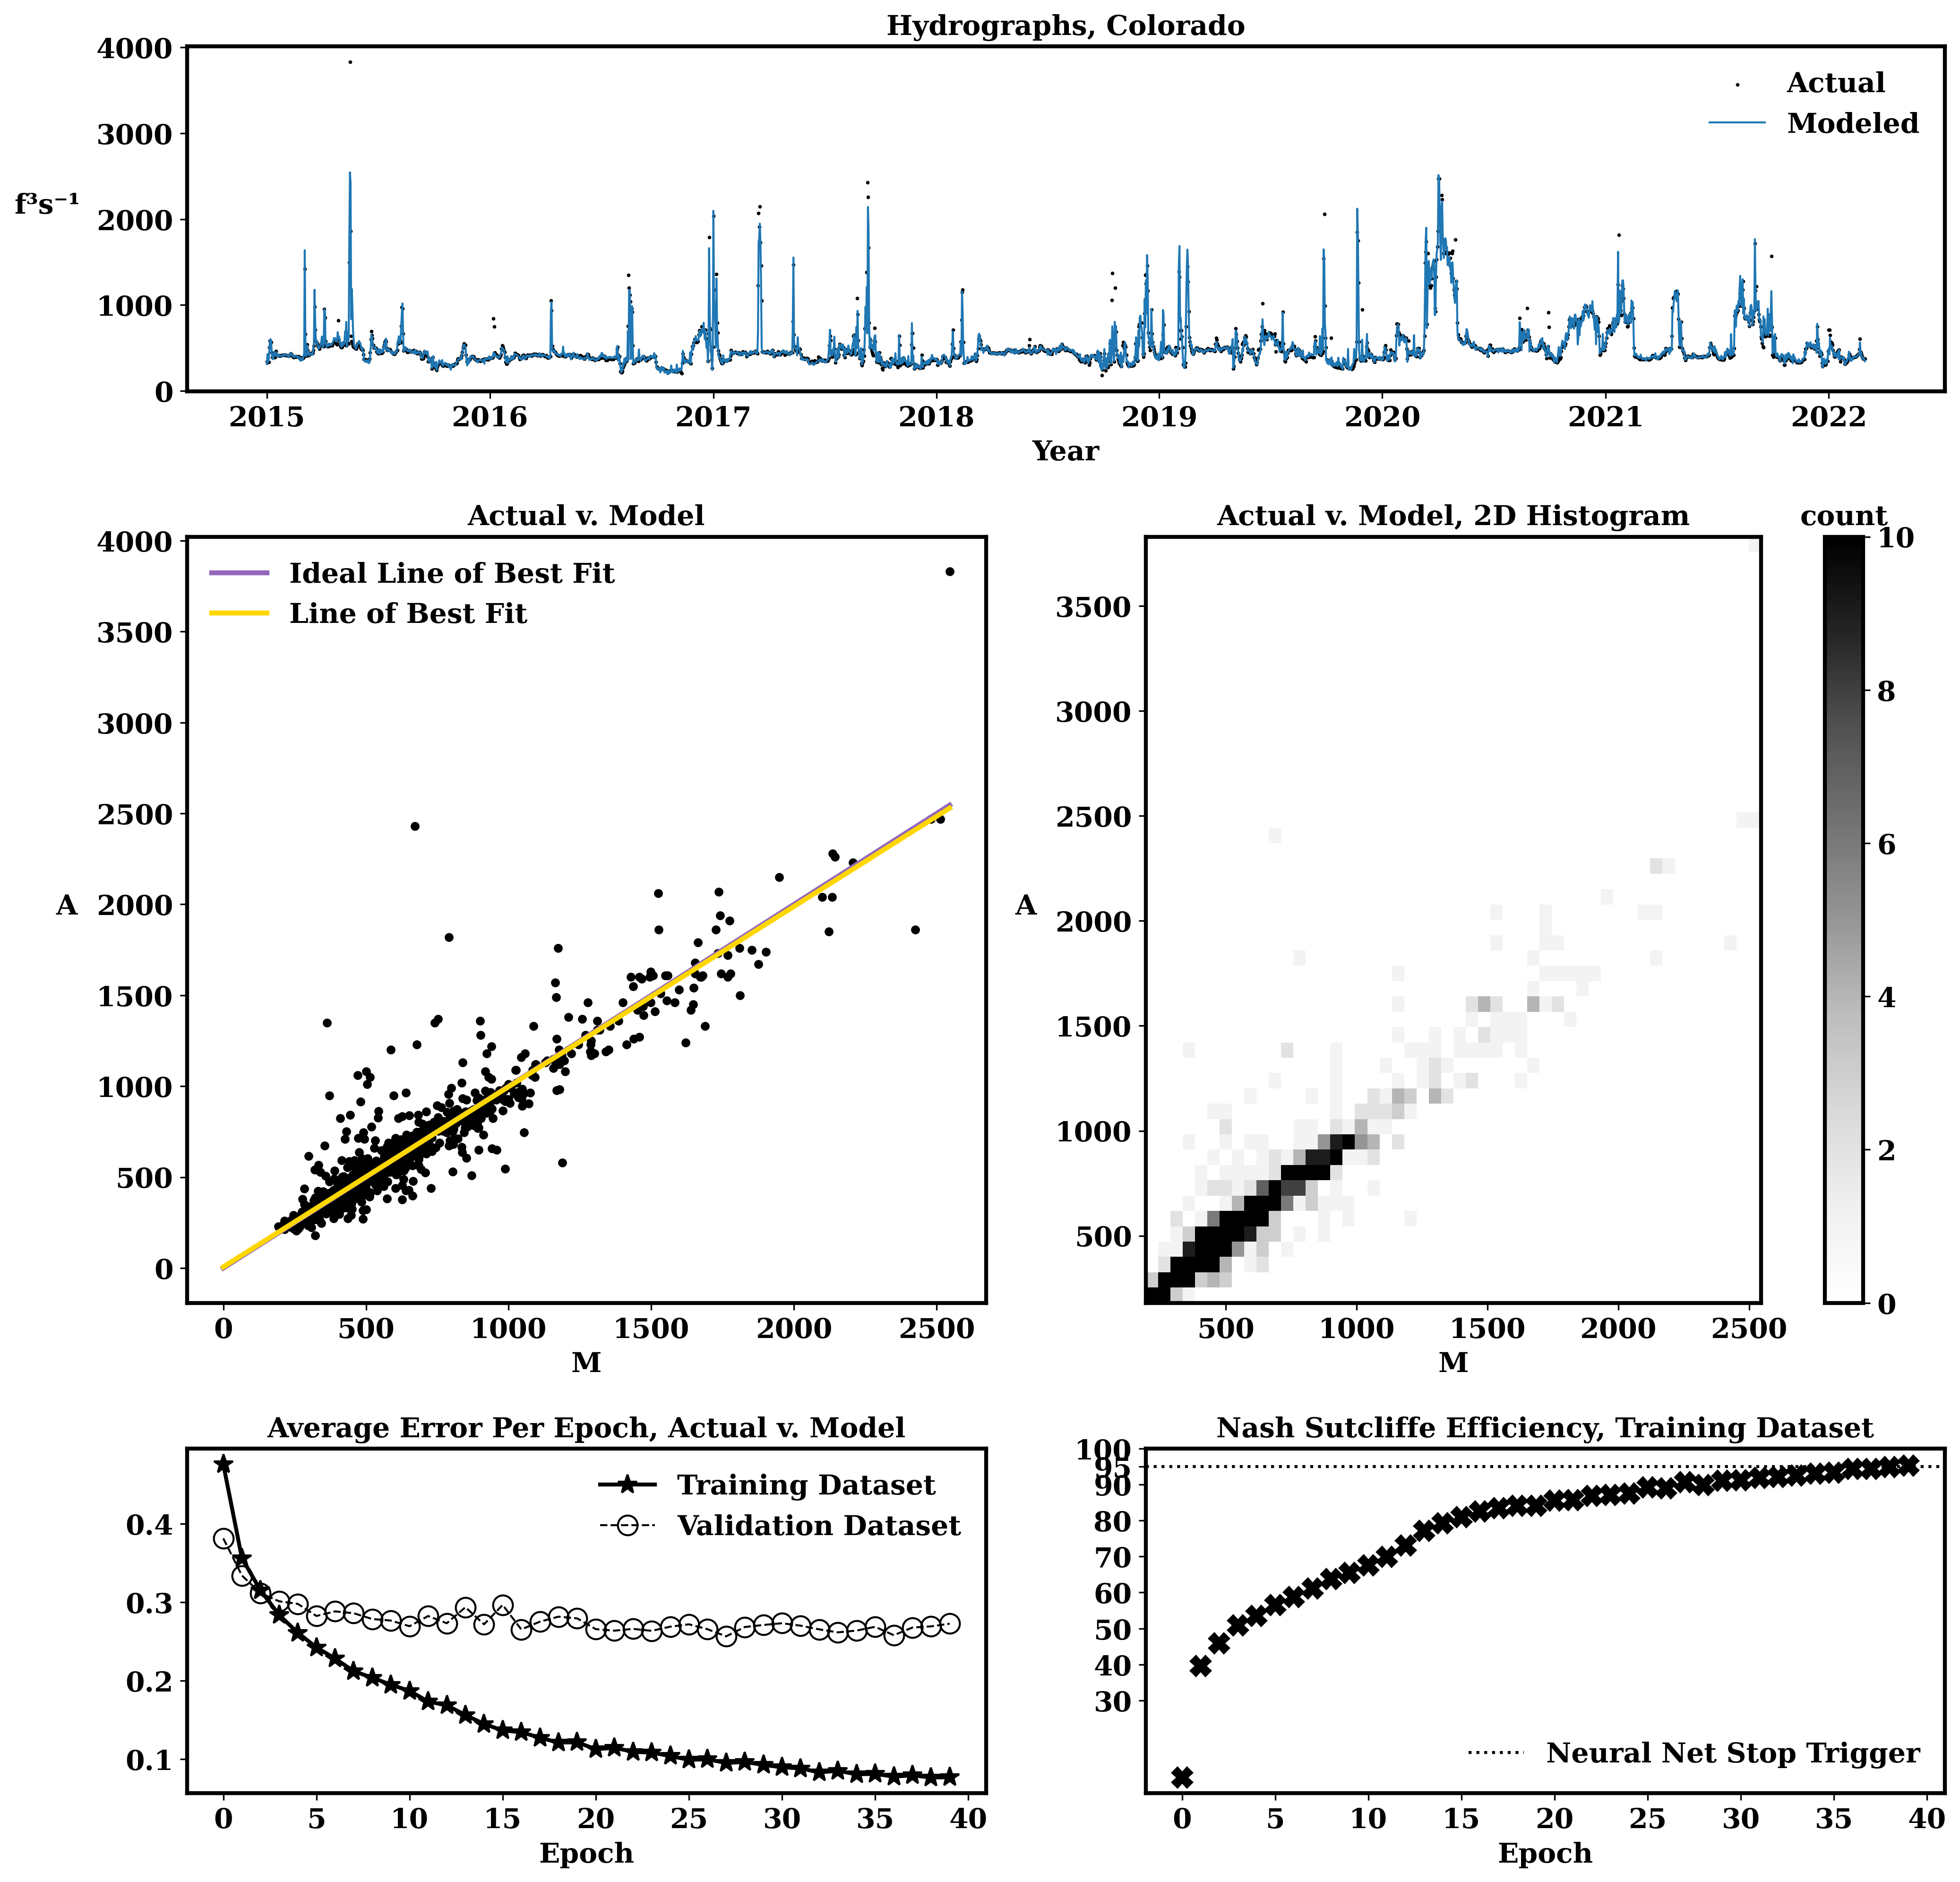 Hydrographs, Colorado
4000
3000
2000
1000
0
f³s⁻¹
Actual
Modeled
2015 2016 2017 2018 2019 2020 2021 2022
Year
Actual v. Model
4000
3500
3000
2500
2000
1500
1000
500
0
A
Ideal Line of Best Fit
Line of Best Fit
0 500 1000 1500 2000 2500
M
Actual v. Model, 2D Histogram
3500
3000
2500
2000
1500
1000
500
A
500 1000 1500 2000 2500
M
count
10
8
6
4
2
0
Average Error Per Epoch, Actual v. Model
0.4
0.3
0.2
0.1
Training Dataset
Validation Dataset
0 5 10 15 20 25 30 35 40
Epoch
Nash Sutcliffe Efficiency, Training Dataset
100
95
90
80
70
60
50
40
30
Neural Net Stop Trigger
0 5 10 15 20 25 30 35 40
Epoch